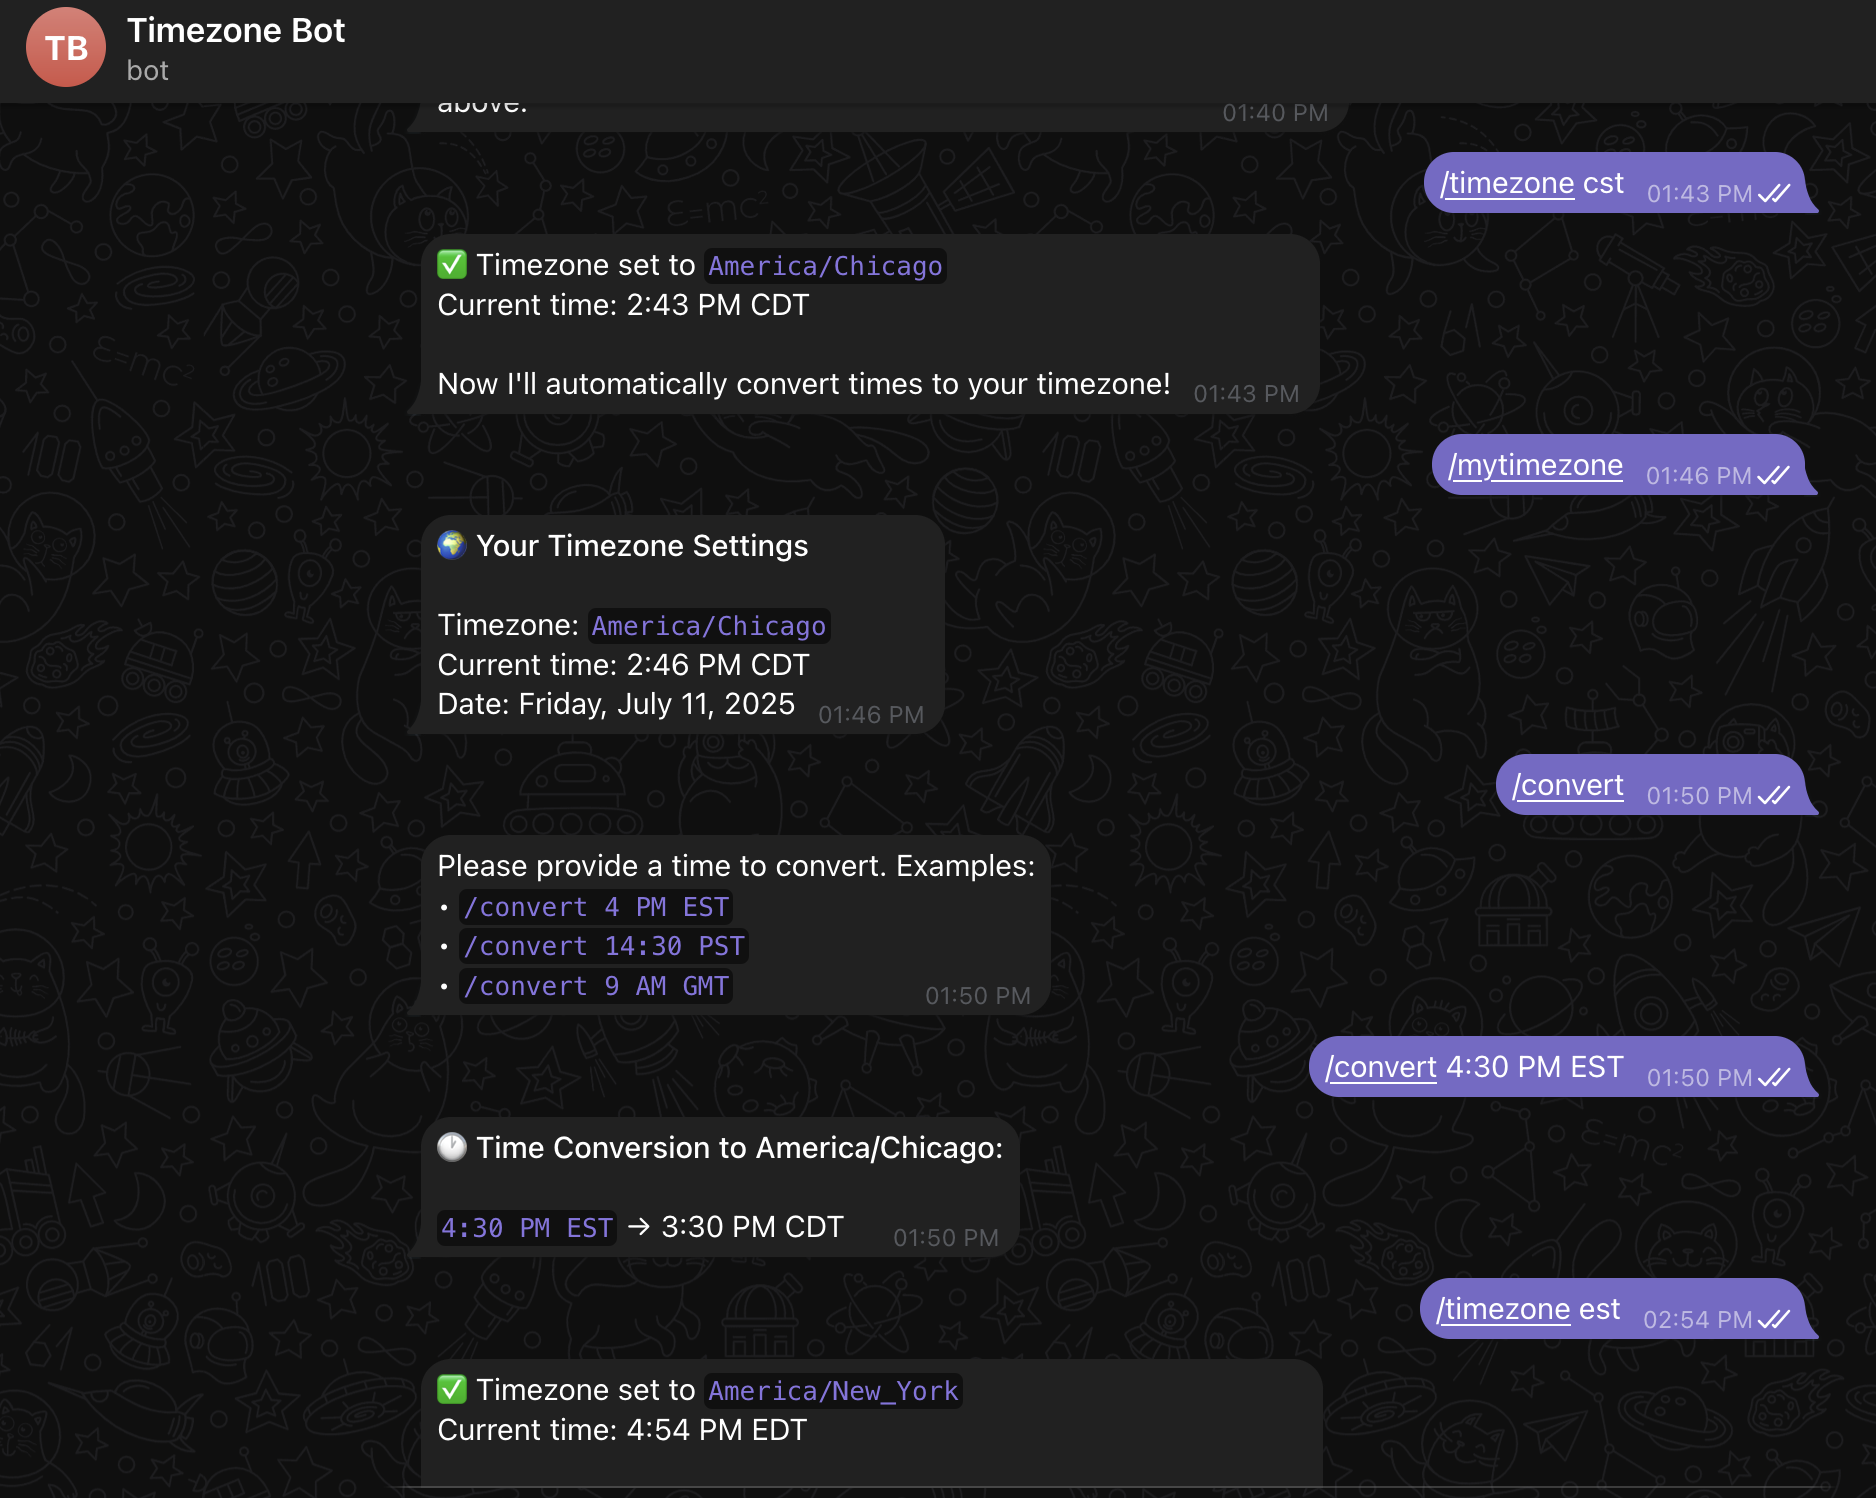 TB
Timezone Bot
bot
above.
01:40 PM
/timezone cst 01:43 PM
✅ Timezone set to America/Chicago
Current time: 2:43 PM CDT
Now I'll automatically convert times to your timezone! 01:43 PM
/mytimezone 01:46 PM
🌍 Your Timezone Settings
Timezone: America/Chicago
Current time: 2:46 PM CDT
Date: Friday, July 11, 2025 01:46 PM
/convert 01:50 PM
Please provide a time to convert. Examples:
• /convert 4 PM EST
• /convert 14:30 PST
• /convert 9 AM GMT 01:50 PM
/convert 4:30 PM EST 01:50 PM
🕐 Time Conversion to America/Chicago:
4:30 PM EST → 3:30 PM CDT 01:50 PM
/timezone est 02:54 PM
✅ Timezone set to America/New_York
Current time: 4:54 PM EDT